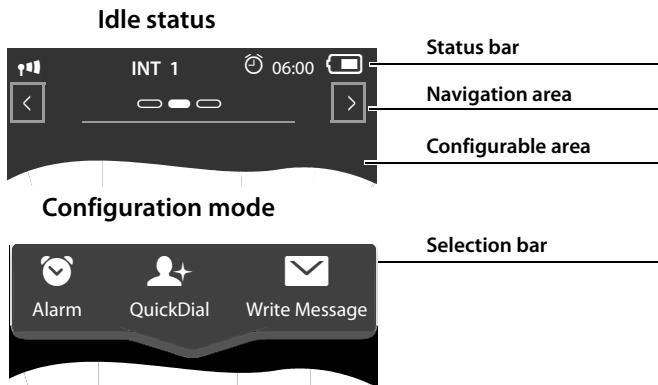 Idle status
INT 1 06:00
Status bar
Navigation area
Configurable area
Configuration mode
Selection bar
Alarm QuickDial Write Message